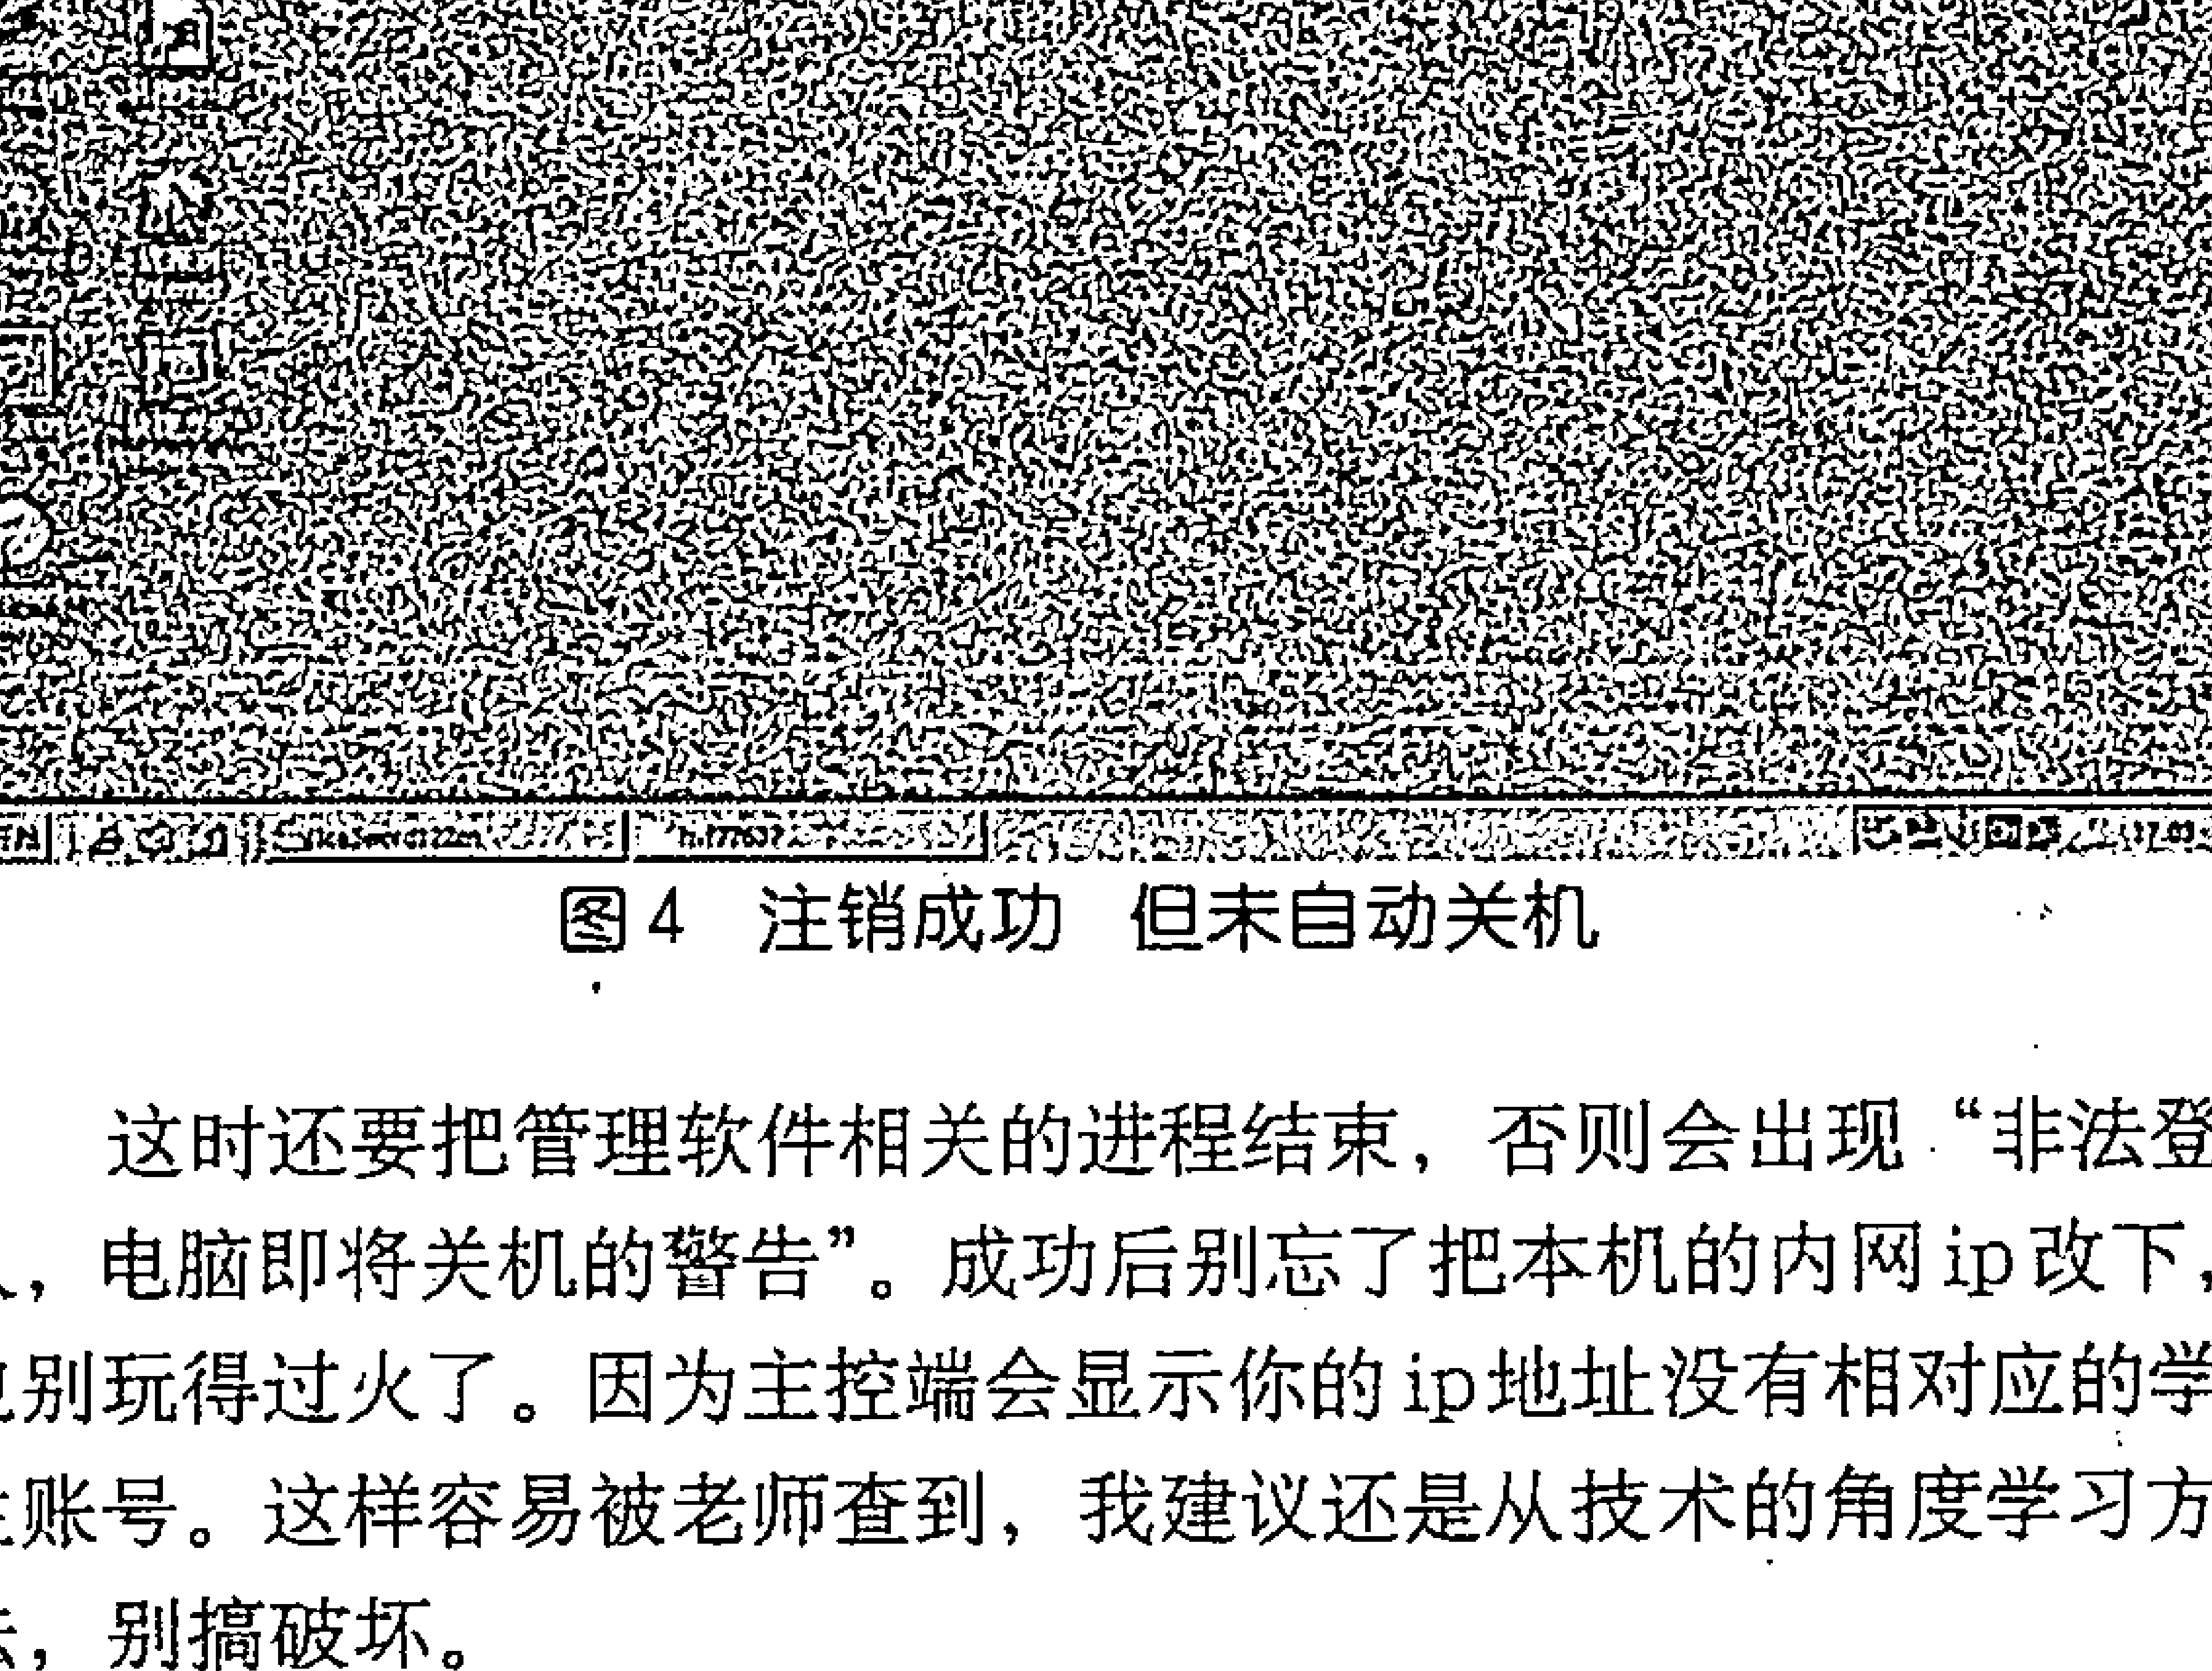 图4 注销成功 但未自动关机
这时还要把管理软件相关的进程结束，否则会出现“非法登
，电脑即将关机的警告”。成功后别忘了把本机的内网ip改下，
别玩得过火了。因为主控端会显示你的ip地址没有相对应的学
账号。这样容易被老师查到，我建议还是从技术的角度学习方
，别搞破坏。